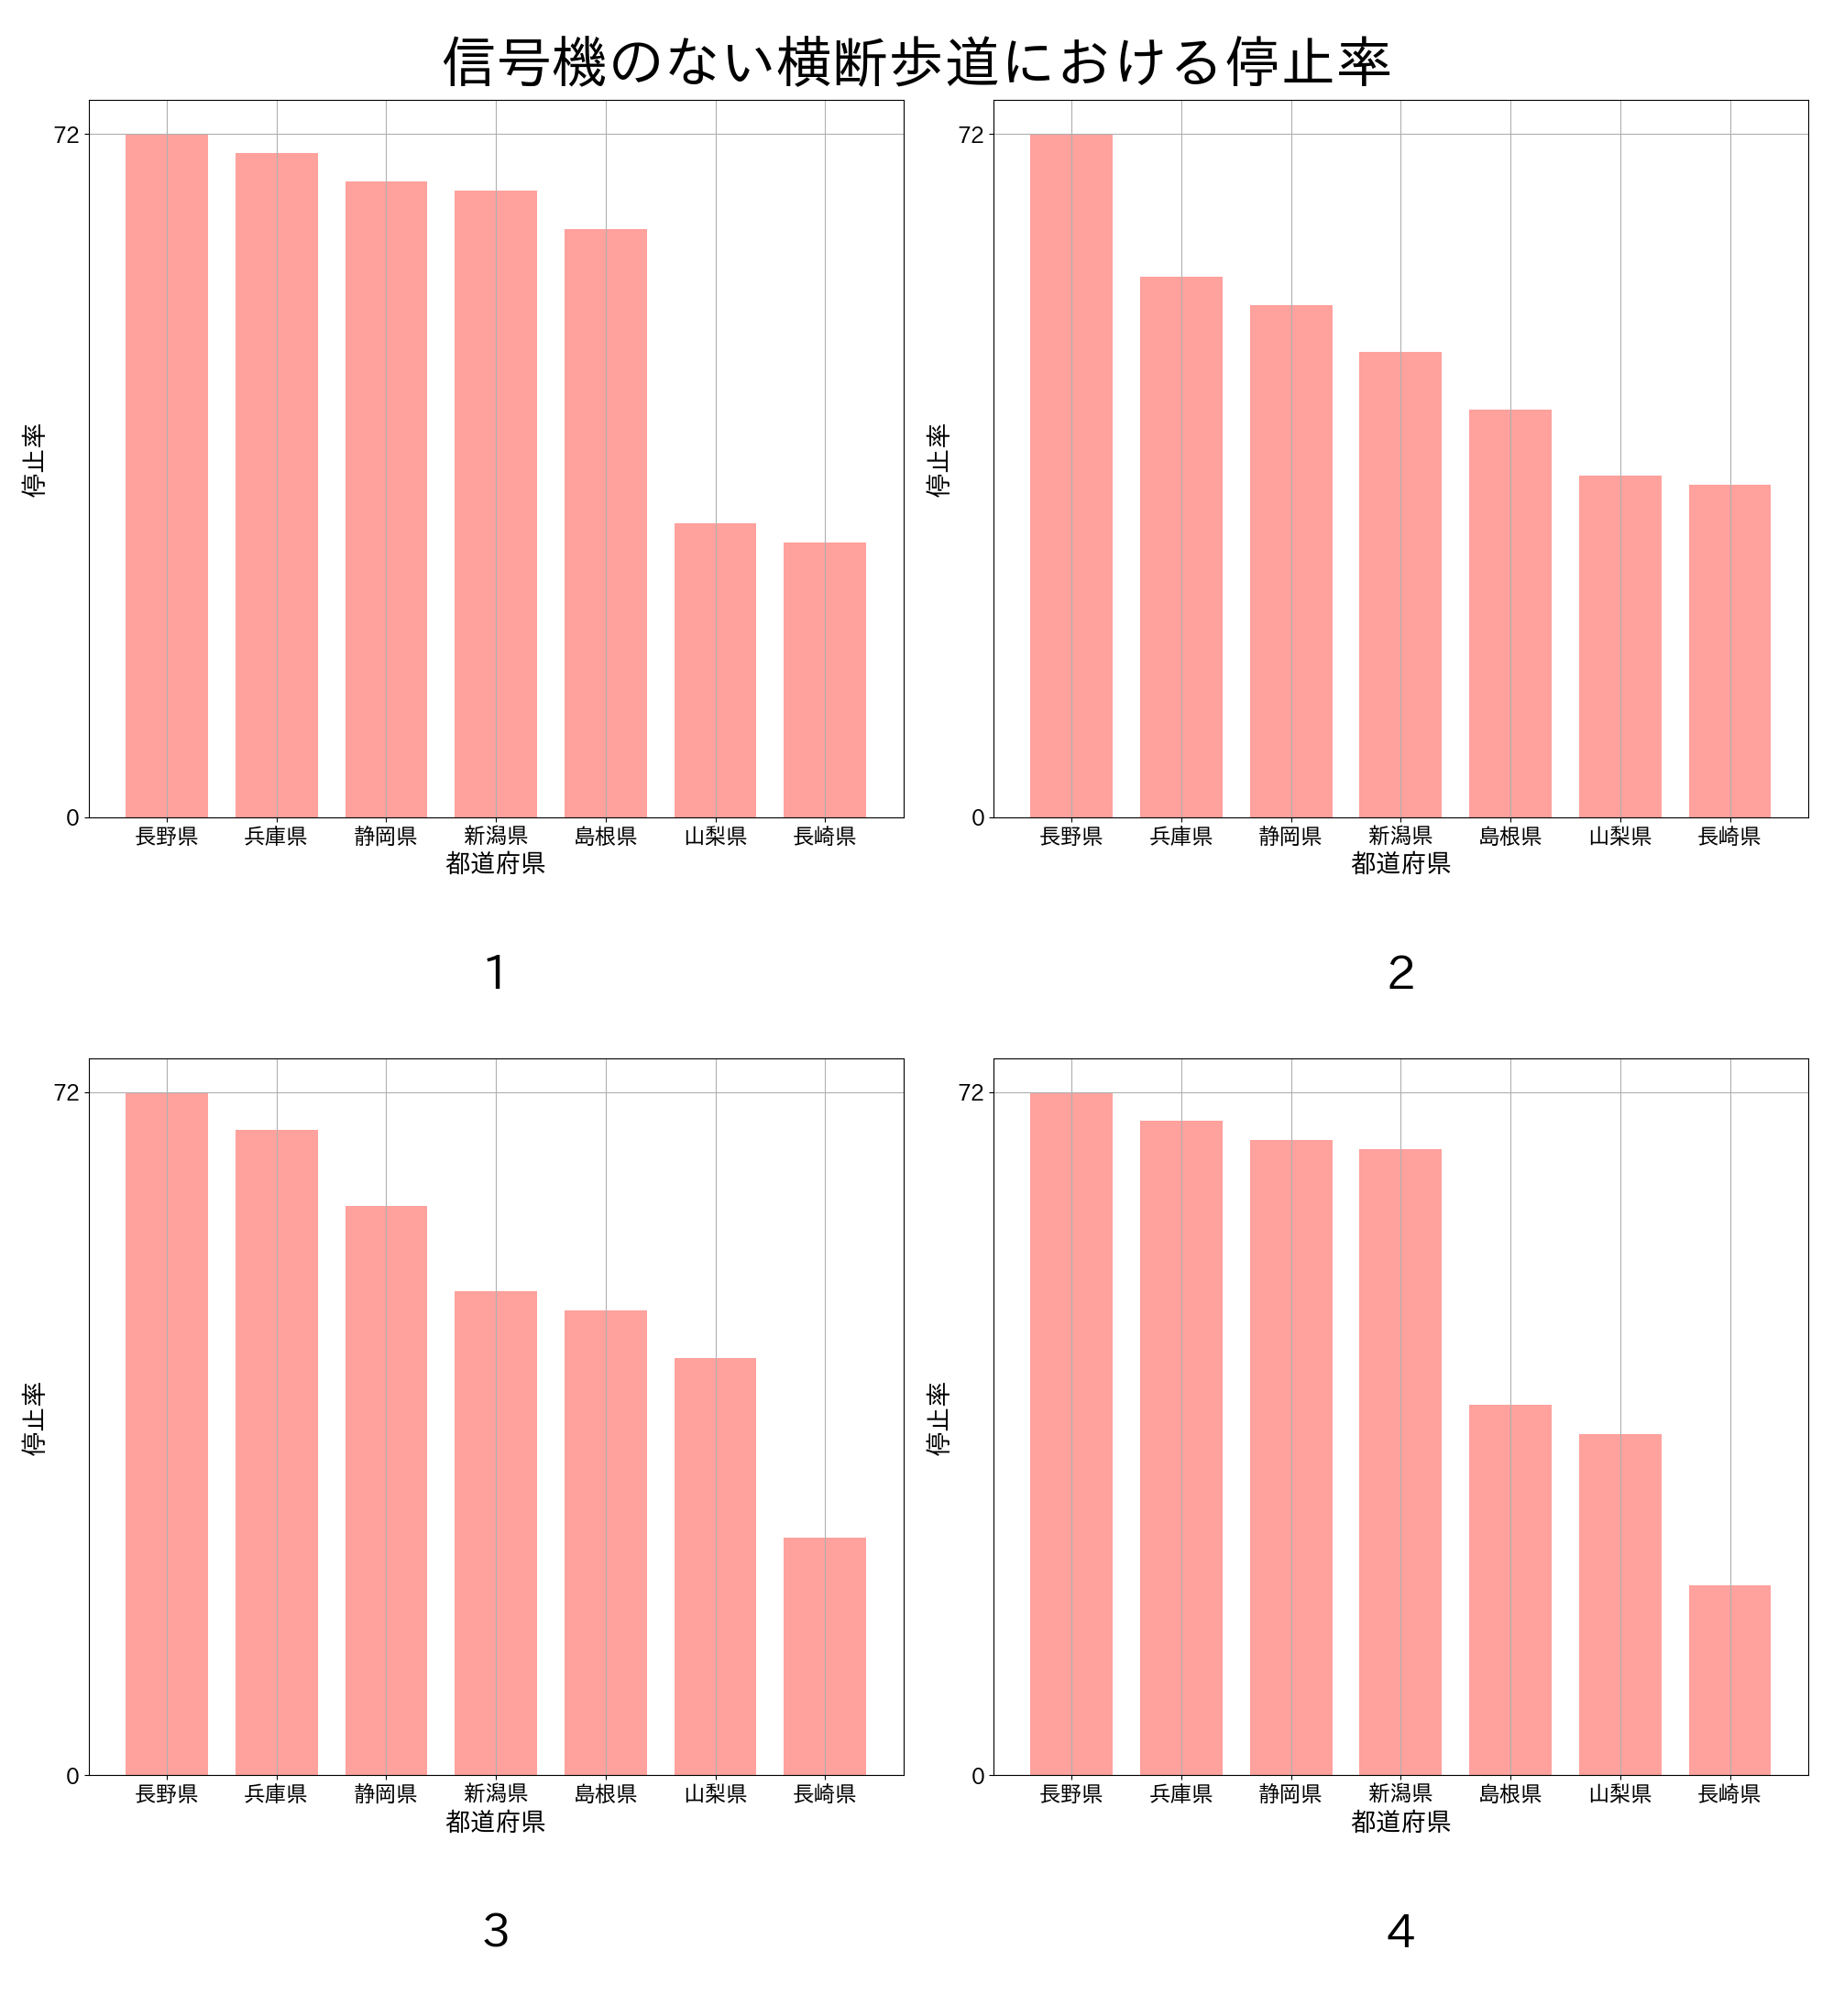 信号機のない横断歩道における停止率
72
0
停止率
長野県 兵庫県 静岡県 新潟県 島根県 山梨県 長崎県
都道府県
1
72
0
停止率
長野県 兵庫県 静岡県 新潟県 島根県 山梨県 長崎県
都道府県
2
72
0
停止率
長野県 兵庫県 静岡県 新潟県 島根県 山梨県 長崎県
都道府県
3
72
0
停止率
長野県 兵庫県 静岡県 新潟県 島根県 山梨県 長崎県
都道府県
4